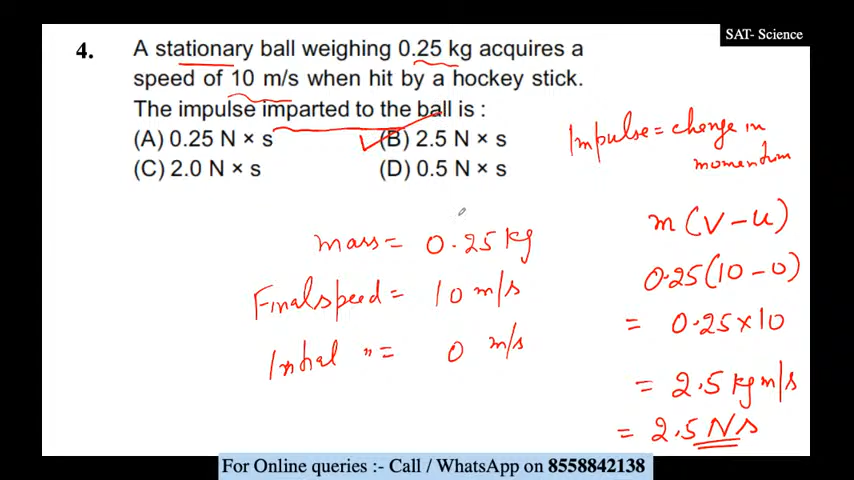 SAT- Science
4. A stationary ball weighing 0.25 kg acquires a
speed of 10 m/s when hit by a hockey stick.
The impulse imparted to the ball is :
(A) 0.25 N × s (B) 2.5 N × s
(C) 2.0 N × s (D) 0.5 N × s
Impulse = change in
momentum
mass = 0.25 kg
Final speed = 10 m/s
Initial " = 0 m/s
m (V - u)
0.25 (10 - 0)
= 0.25 × 10
= 2.5 kg m/s
= 2.5 Ns
For Online queries :- Call / WhatsApp on 8558842138